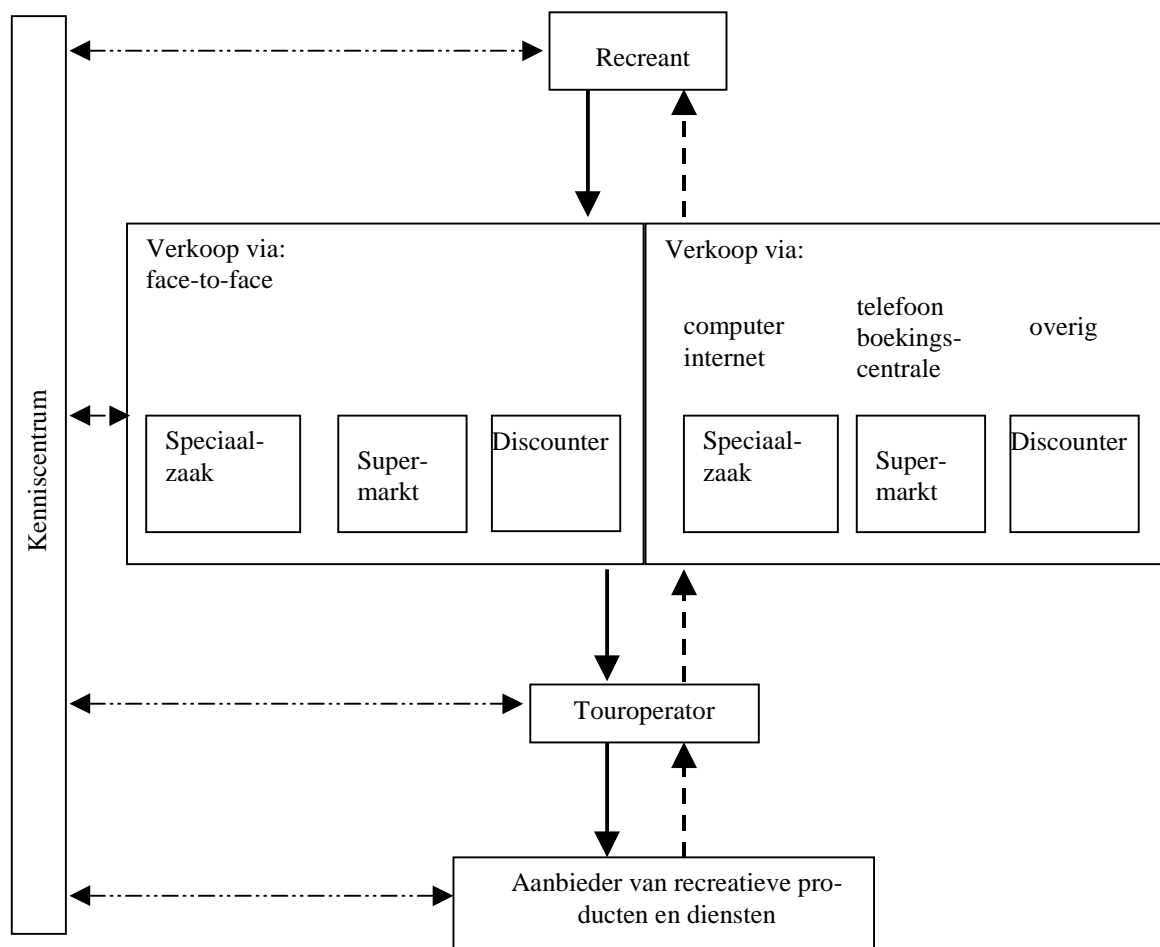 Kenniscentrum
Recreant
Verkoop via:
face-to-face
Speciaal-
zaak
Super-
markt
Discounter
Verkoop via:
computer
internet
telefoon
boekings-
centrale
overig
Speciaal-
zaak
Super-
markt
Discounter
Touroperator
Aanbieder van recreatieve pro-
ducten en diensten